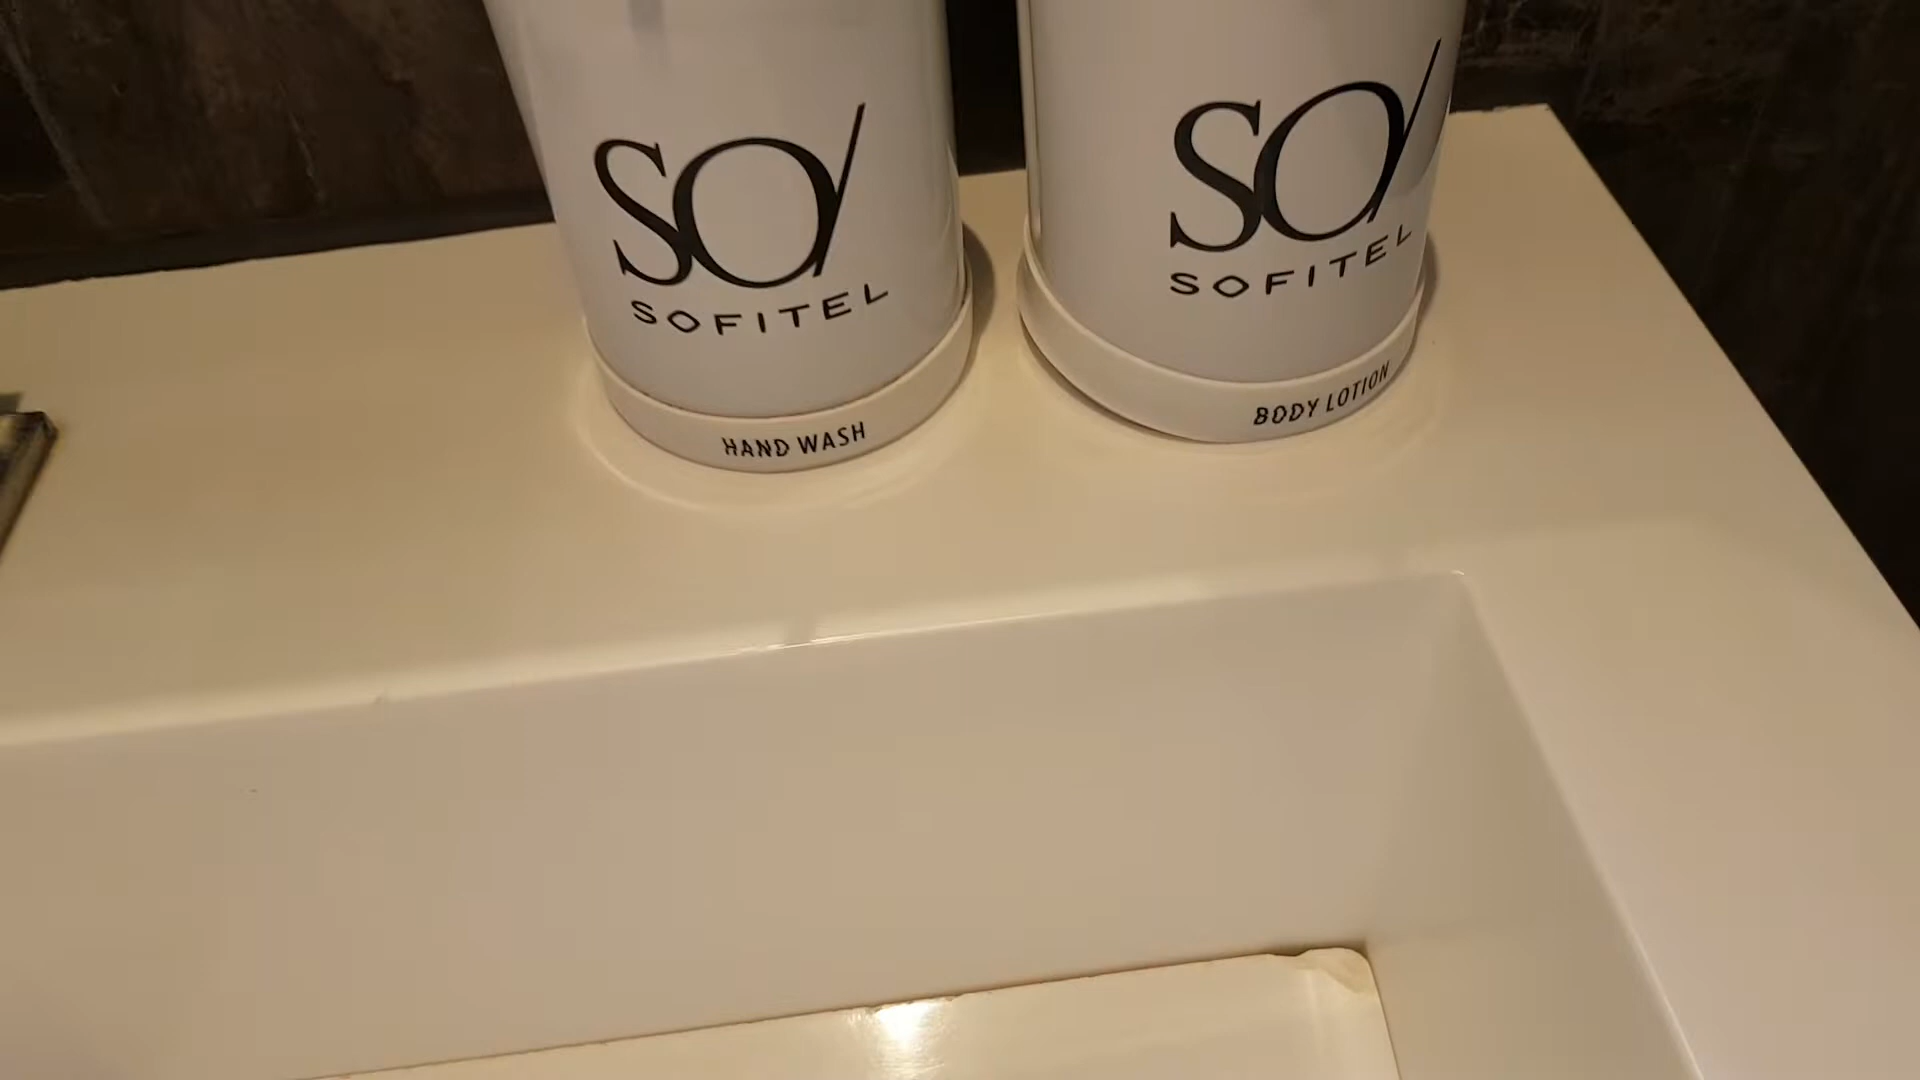 SO/
SOFITEL
HAND WASH
SO/
SOFITEL
BODY LOTION